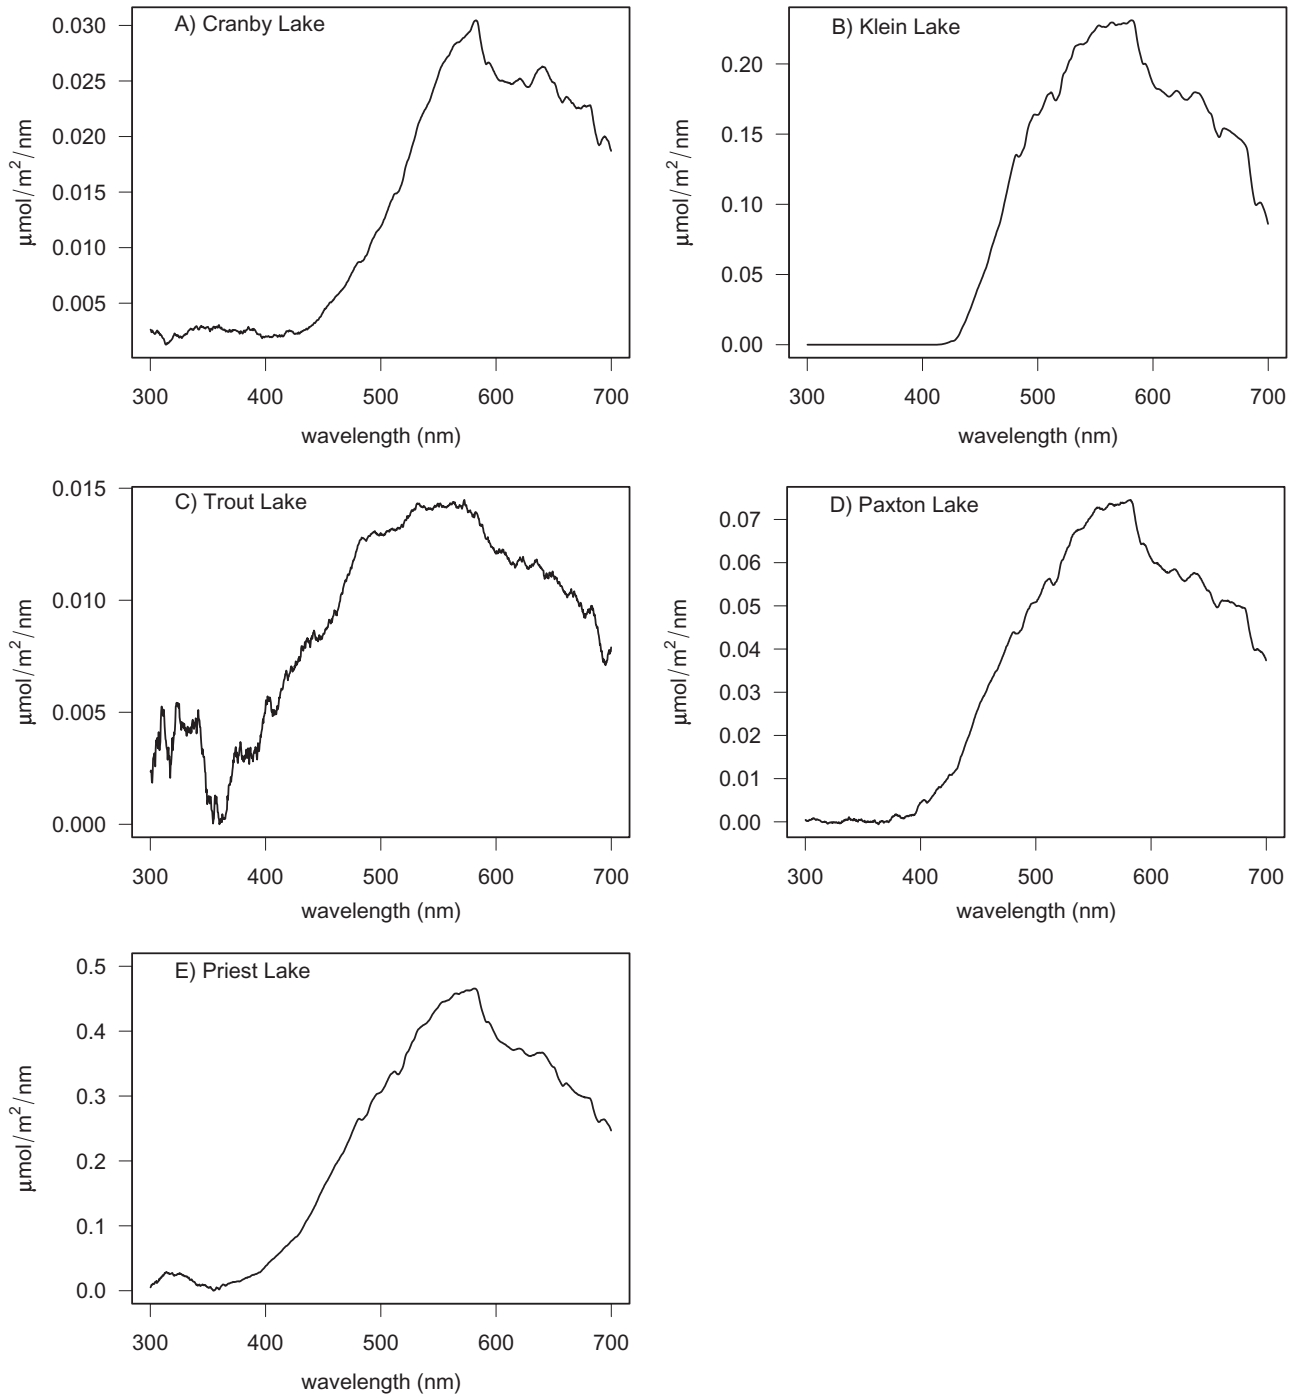 A) Cranby Lake
0.030
0.025
0.020
0.015
0.010
0.005
μmol/m²/nm
300 400 500 600 700
wavelength (nm)
B) Klein Lake
0.20
0.15
0.10
0.05
0.00
μmol/m²/nm
300 400 500 600 700
wavelength (nm)
C) Trout Lake
0.015
0.010
0.005
0.000
μmol/m²/nm
300 400 500 600 700
wavelength (nm)
D) Paxton Lake
0.07
0.06
0.05
0.04
0.03
0.02
0.01
0.00
μmol/m²/nm
300 400 500 600 700
wavelength (nm)
E) Priest Lake
0.5
0.4
0.3
0.2
0.1
0.0
μmol/m²/nm
300 400 500 600 700
wavelength (nm)